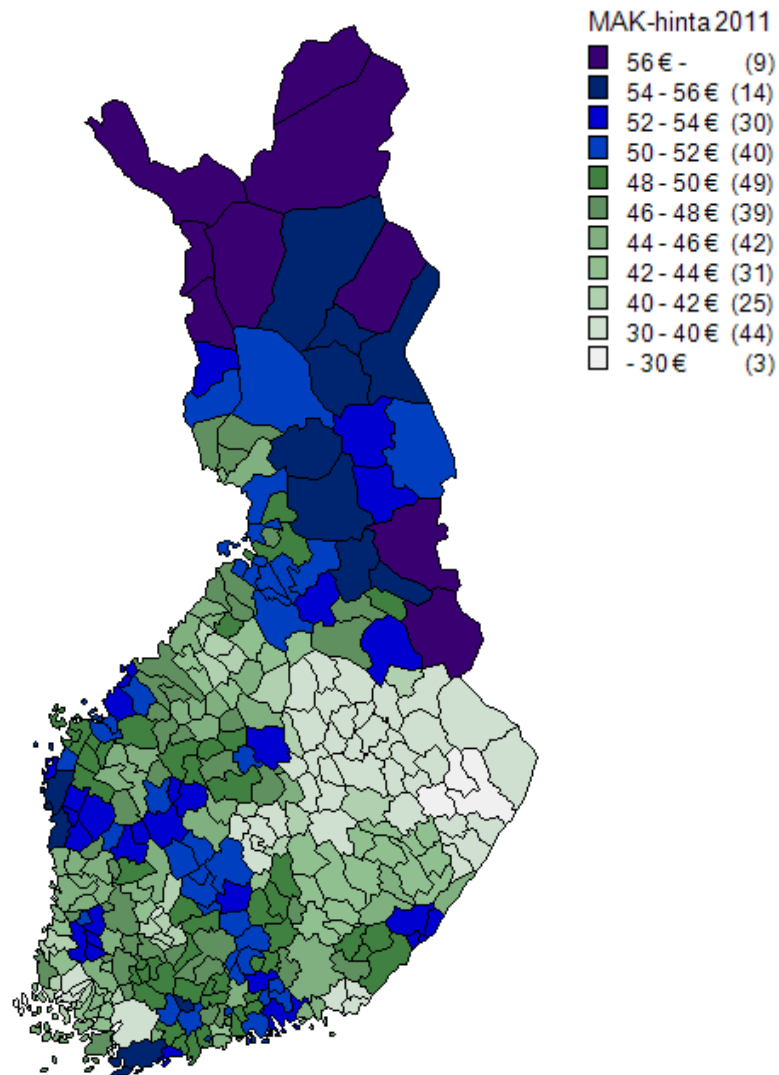 MAK-hinta 2011
56 € - (9)
54 - 56 € (14)
52 - 54 € (30)
50 - 52 € (40)
48 - 50 € (49)
46 - 48 € (39)
44 - 46 € (42)
42 - 44 € (31)
40 - 42 € (25)
30 - 40 € (44)
- 30 € (3)